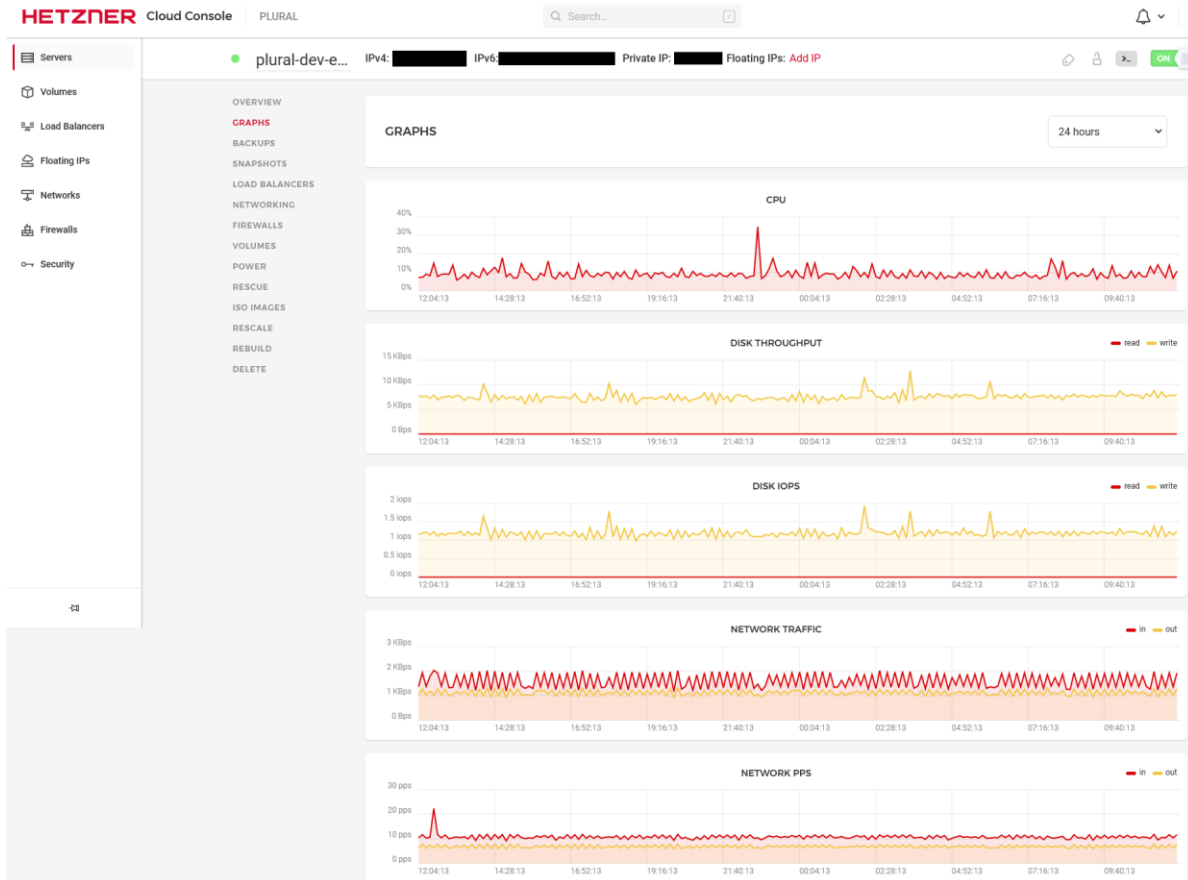 HETZNER Cloud Console PLURAL Search... /
Servers
Volumes
Load Balancers
Floating IPs
Networks
Firewalls
Security
plural-dev-e... IPv4: IPv6: Private IP: Floating IPs: Add IP >_ ON
OVERVIEW
GRAPHS
BACKUPS
SNAPSHOTS
LOAD BALANCERS
NETWORKING
FIREWALLS
VOLUMES
POWER
RESCUE
ISO IMAGES
RESCALE
REBUILD
DELETE
GRAPHS 24 hours
CPU
40%
30%
20%
10%
0%
12:04:13 14:28:13 16:52:13 19:16:13 21:40:13 00:04:13 02:28:13 04:52:13 07:16:13 09:40:13
DISK THROUGHPUT read write
15 KBps
10 KBps
5 KBps
0 Bps
12:04:13 14:28:13 16:52:13 19:16:13 21:40:13 00:04:13 02:28:13 04:52:13 07:16:13 09:40:13
DISK IOPS read write
2 iops
1.5 iops
1 iops
0.5 iops
0 iops
12:04:13 14:28:13 16:52:13 19:16:13 21:40:13 00:04:13 02:28:13 04:52:13 07:16:13 09:40:13
NETWORK TRAFFIC in out
3 KBps
2 KBps
1 KBps
0 Bps
12:04:13 14:28:13 16:52:13 19:16:13 21:40:13 00:04:13 02:28:13 04:52:13 07:16:13 09:40:13
NETWORK PPS in out
30 pps
20 pps
10 pps
0 pps
12:04:13 14:28:13 16:52:13 19:16:13 21:40:13 00:04:13 02:28:13 04:52:13 07:16:13 09:40:13